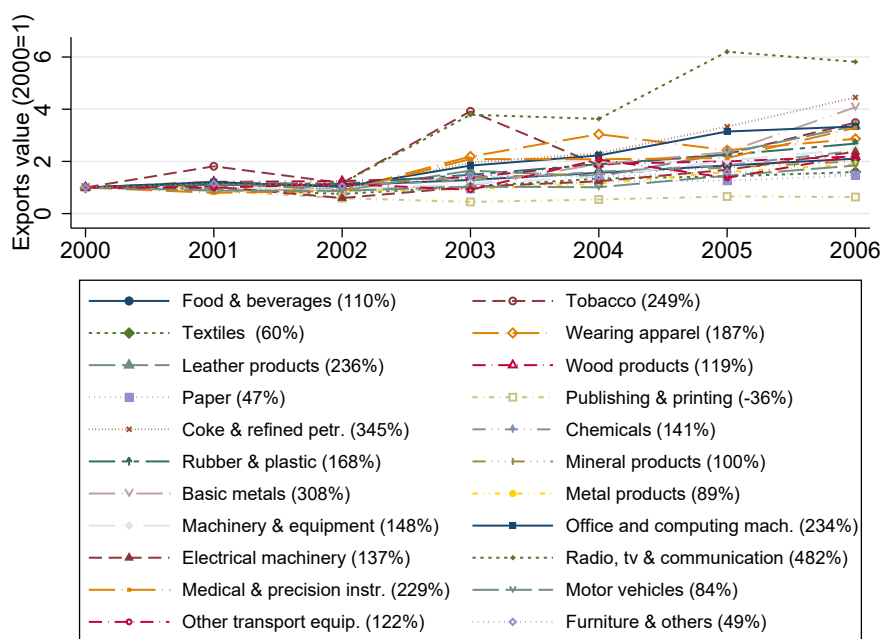 Exports value (2000=1)
6
4
2
0
2000 2001 2002 2003 2004 2005 2006
Food & beverages (110%) Tobacco (249%)
Textiles (60%) Wearing apparel (187%)
Leather products (236%) Wood products (119%)
Paper (47%) Publishing & printing (-36%)
Coke & refined petr. (345%) Chemicals (141%)
Rubber & plastic (168%) Mineral products (100%)
Basic metals (308%) Metal products (89%)
Machinery & equipment (148%) Office and computing mach. (234%)
Electrical machinery (137%) Radio, tv & communication (482%)
Medical & precision instr. (229%) Motor vehicles (84%)
Other transport equip. (122%) Furniture & others (49%)